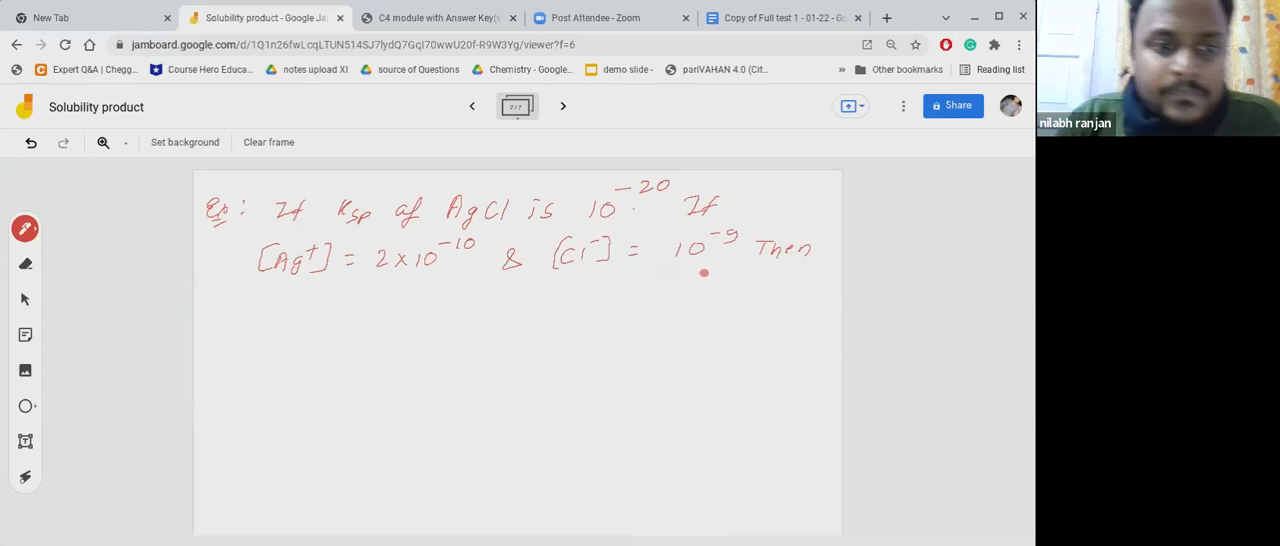 New Tab
Solubility product - Google Ja
C4 module with Answer Key(
Post Attendee - Zoom
Copy of Full test 1 - 01-22 - G
jamboard.google.com/d/1Q1n26fwLcqLTUN514SJ7lydQ7GqI70wwU20f-R9W3Yg/viewer?f=6
Expert Q&A | Chegg...
Course Hero Educa...
notes upload XI
source of Questions
Chemistry - Google...
demo slide -
pariVAHAN 4.0 (Cit...
Other bookmarks
Reading list
Solubility product
7/7
Share
Set background
Clear frame
Ex: If Ksp of AgCl is 10⁻²⁰. If
[Ag⁺] = 2×10⁻¹⁰ & [Cl⁻] = 10⁻⁹ Then
nilabh ranjan